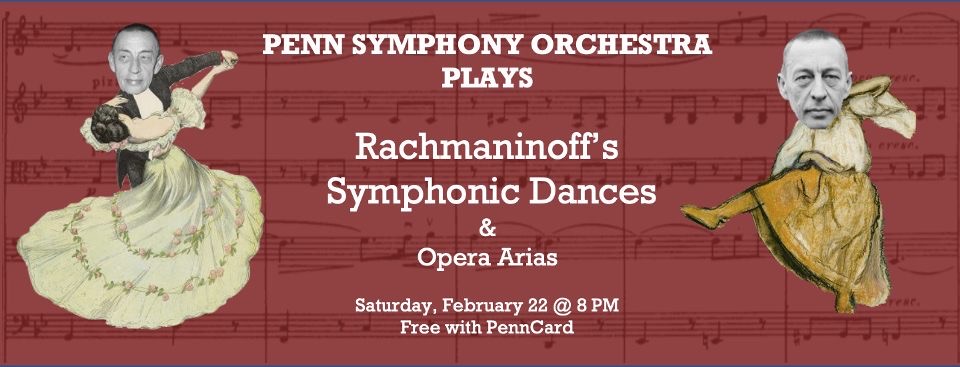 PENN SYMPHONY ORCHESTRA
PLAYS
Rachmaninoff's
Symphonic Dances
&
Opera Arias
Saturday, February 22 @ 8 PM
Free with PennCard